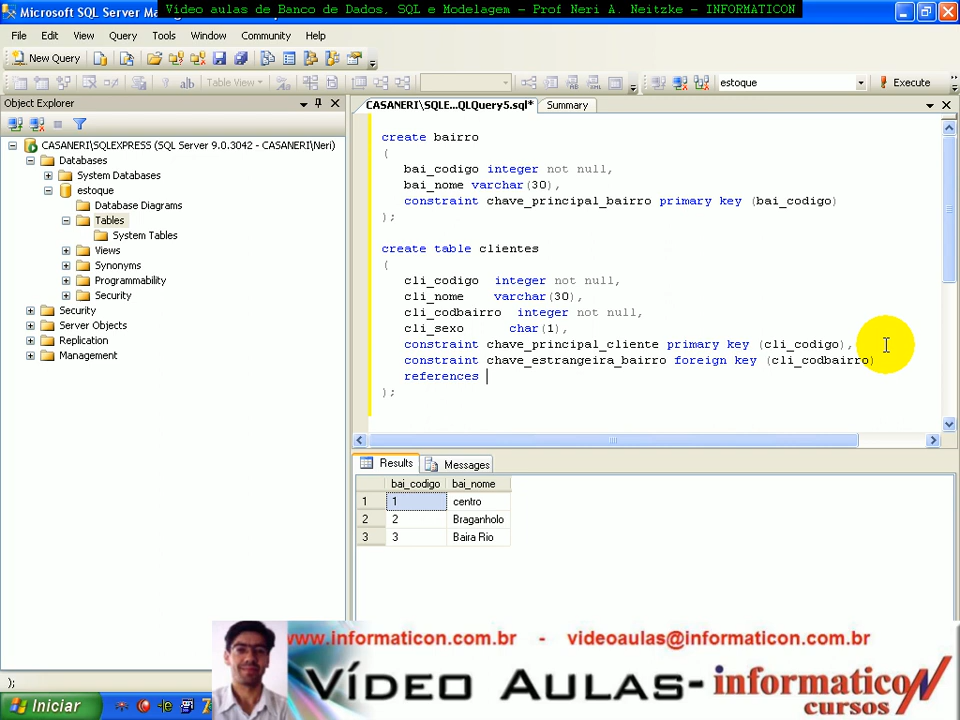 Microsoft SQL Server Ma
Vídeo aulas de Banco de Dados, SQL e Modelagem - Prof Neri A. Neitzke - INFORMATICON
File Edit View Query Tools Window Community Help
New Query
Table View
estoque
Execute
Object Explorer
CASANERI\SQLE...QLQuery5.sql*
Summary
CASANERI\SQLEXPRESS (SQL Server 9.0.3042 - CASANERI\Neri)
Databases
System Databases
estoque
Database Diagrams
Tables
System Tables
Views
Synonyms
Programmability
Security
Security
Server Objects
Replication
Management
create bairro
(
bai_codigo integer not null,
bai_nome varchar(30),
constraint chave_principal_bairro primary key (bai_codigo)
);
create table clientes
(
cli_codigo integer not null,
cli_nome varchar(30),
cli_codbairro integer not null,
cli_sexo char(1),
constraint chave_principal_cliente primary key (cli_codigo),
constraint chave_estrangeira_bairro foreign key (cli_codbairro)
references
);
Results Messages
bai_codigo bai_nome
1 1 centro
2 2 Braganholo
3 3 Baira Rio
www.informaticon.com.br - videoaulas@informaticon.com.br
Vídeo Aulas- informaticon
cursos
);
Iniciar